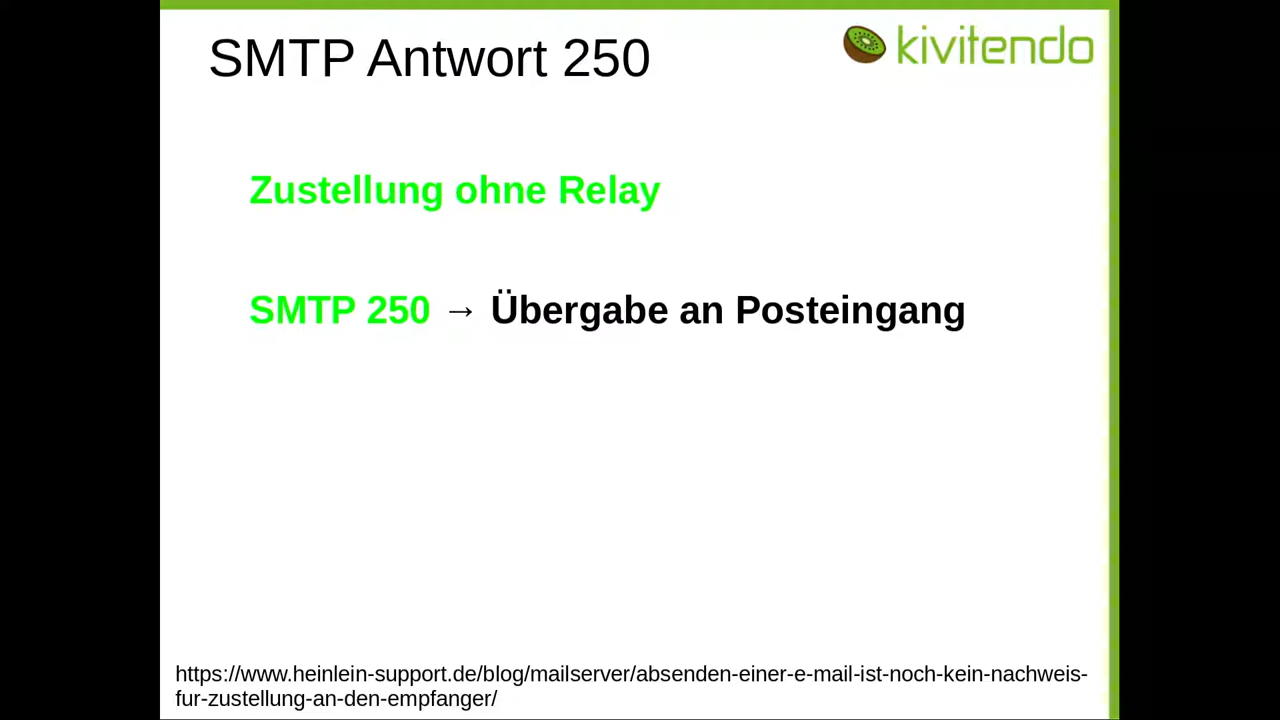 SMTP Antwort 250
kivitendo
Zustellung ohne Relay
SMTP 250 → Übergabe an Posteingang
https://www.heinlein-support.de/blog/mailserver/absenden-einer-e-mail-ist-noch-kein-nachweis-
fur-zustellung-an-den-empfanger/